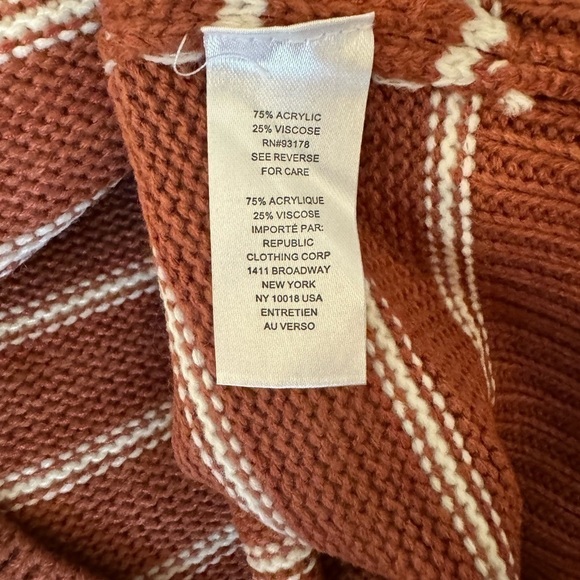 75% ACRYLIC
25% VISCOSE
RN#93178
SEE REVERSE
FOR CARE
75% ACRYLIQUE
25% VISCOSE
IMPORTÉ PAR:
REPUBLIC
CLOTHING CORP
1411 BROADWAY
NEW YORK
NY 10018 USA
ENTRETIEN
AU VERSO